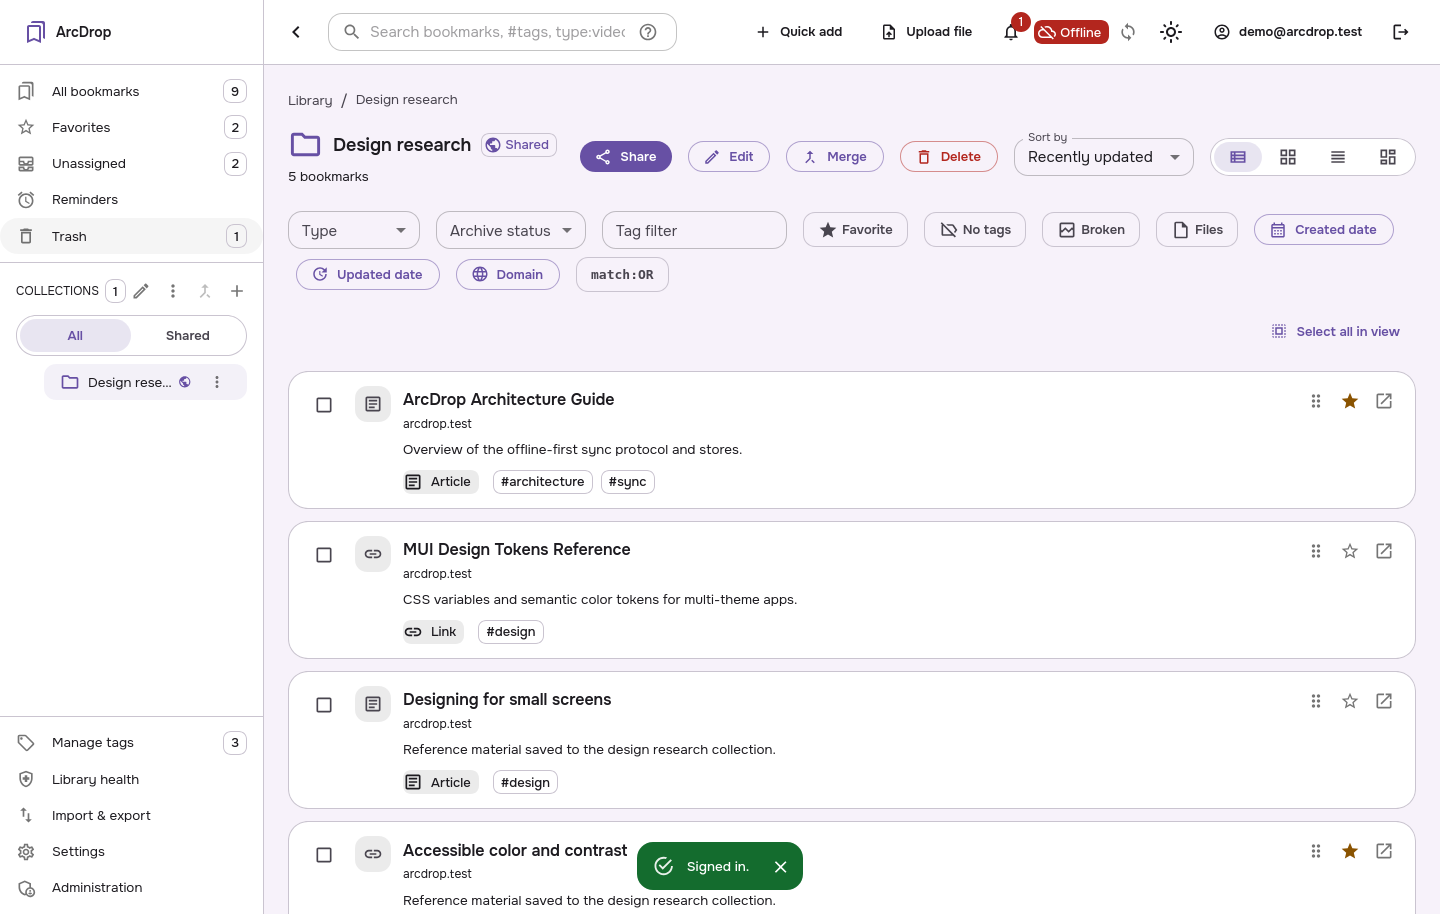 ArcDrop
Search bookmarks, #tags, type:video
Quick add
Upload file
1
Offline
demo@arcdrop.test
All bookmarks 9
Favorites 2
Unassigned 2
Reminders
Trash 1
COLLECTIONS 1
All Shared
Design rese...
Manage tags 3
Library health
Import & export
Settings
Administration
Library / Design research
Design research Shared
5 bookmarks
Share Edit Merge Delete
Sort by
Recently updated
Type Archive status Tag filter Favorite No tags Broken Files Created date
Updated date Domain match:OR
Select all in view
ArcDrop Architecture Guide
arcdrop.test
Overview of the offline-first sync protocol and stores.
Article #architecture #sync
MUI Design Tokens Reference
arcdrop.test
CSS variables and semantic color tokens for multi-theme apps.
Link #design
Designing for small screens
arcdrop.test
Reference material saved to the design research collection.
Article #design
Accessible color and contrast
arcdrop.test
Reference material saved to the design research collection.
Signed in.